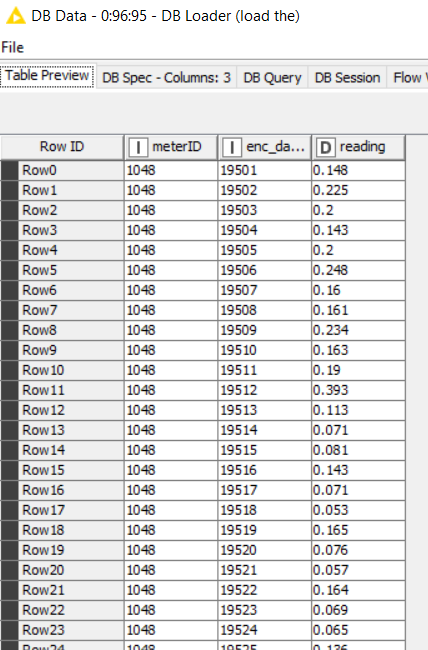 DB Data - 0:96:95 - DB Loader (load the)
File
Table Preview DB Spec - Columns: 3 DB Query DB Session Flow
Row ID I meterID I enc_da... D reading
Row0 1048 19501 0.148
Row1 1048 19502 0.225
Row2 1048 19503 0.2
Row3 1048 19504 0.143
Row4 1048 19505 0.2
Row5 1048 19506 0.248
Row6 1048 19507 0.16
Row7 1048 19508 0.161
Row8 1048 19509 0.234
Row9 1048 19510 0.163
Row10 1048 19511 0.19
Row11 1048 19512 0.393
Row12 1048 19513 0.113
Row13 1048 19514 0.071
Row14 1048 19515 0.081
Row15 1048 19516 0.143
Row16 1048 19517 0.071
Row17 1048 19518 0.053
Row18 1048 19519 0.165
Row19 1048 19520 0.076
Row20 1048 19521 0.057
Row21 1048 19522 0.164
Row22 1048 19523 0.069
Row23 1048 19524 0.065
Row24 1048 19525 0.136